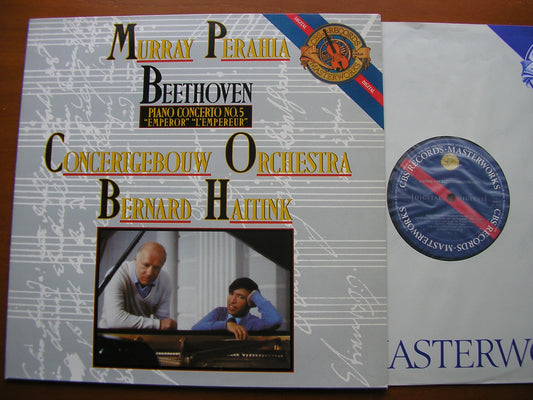 MURRAY PERAHIA
BEETHOVEN
PIANO CONCERTO NO.5
"EMPEROR" "L'EMPEREUR"
CONCERTGEBOUW ORCHESTRA
BERNARD HAITINK
DIGITAL
CBS RECORDS
MASTERWORKS
DIGITAL
CBS RECORDS·MASTERWORKS
DIGITAL
CBS RECORDS·MASTERWORKS
MASTERWO